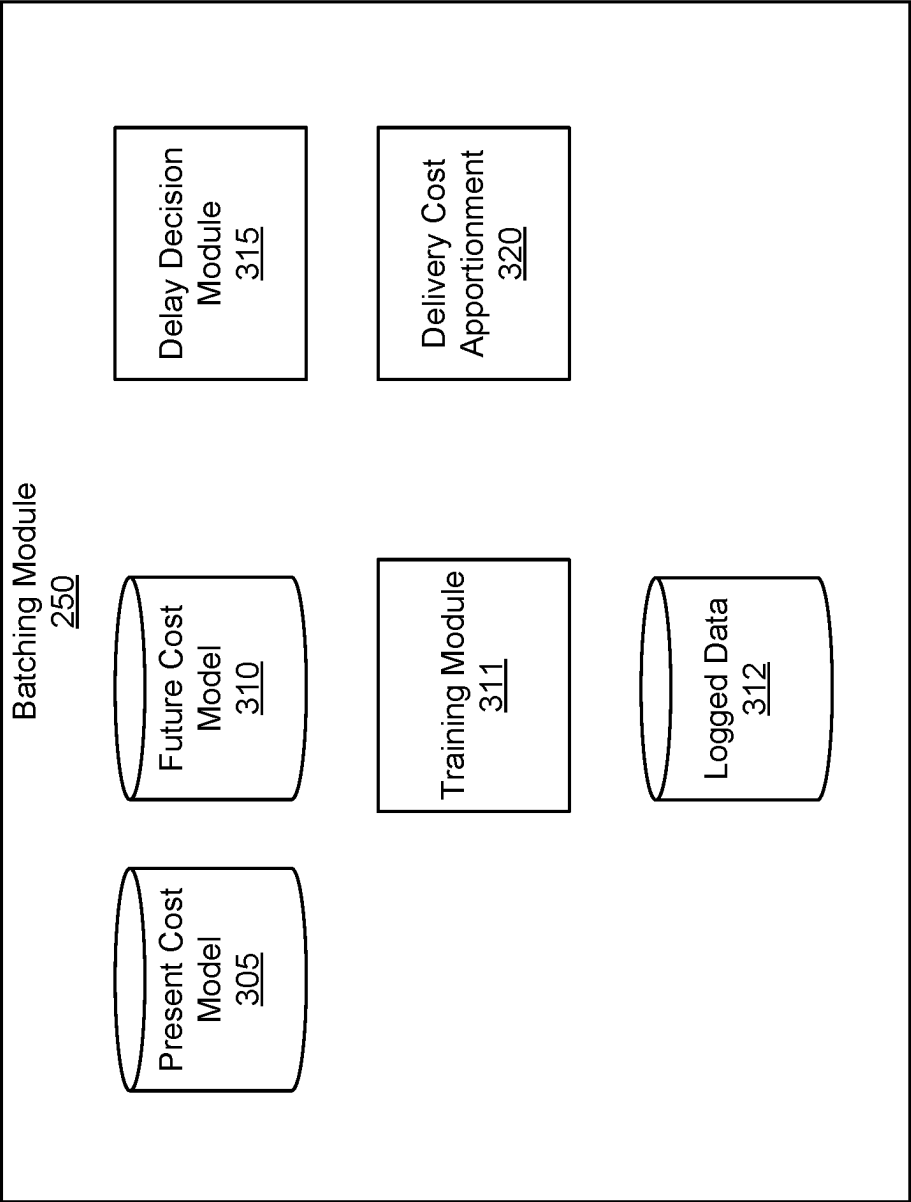 Batching Module
250
Present Cost
Model
305
Future Cost
Model
310
Delay Decision
Module
315
Training Module
311
Delivery Cost
Apportionment
320
Logged Data
312